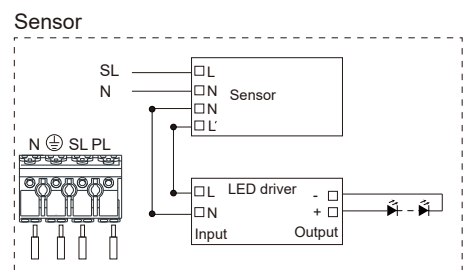 Sensor
SL L
N N Sensor
N
L'
N SL PL
L LED driver -
N +
Input Output